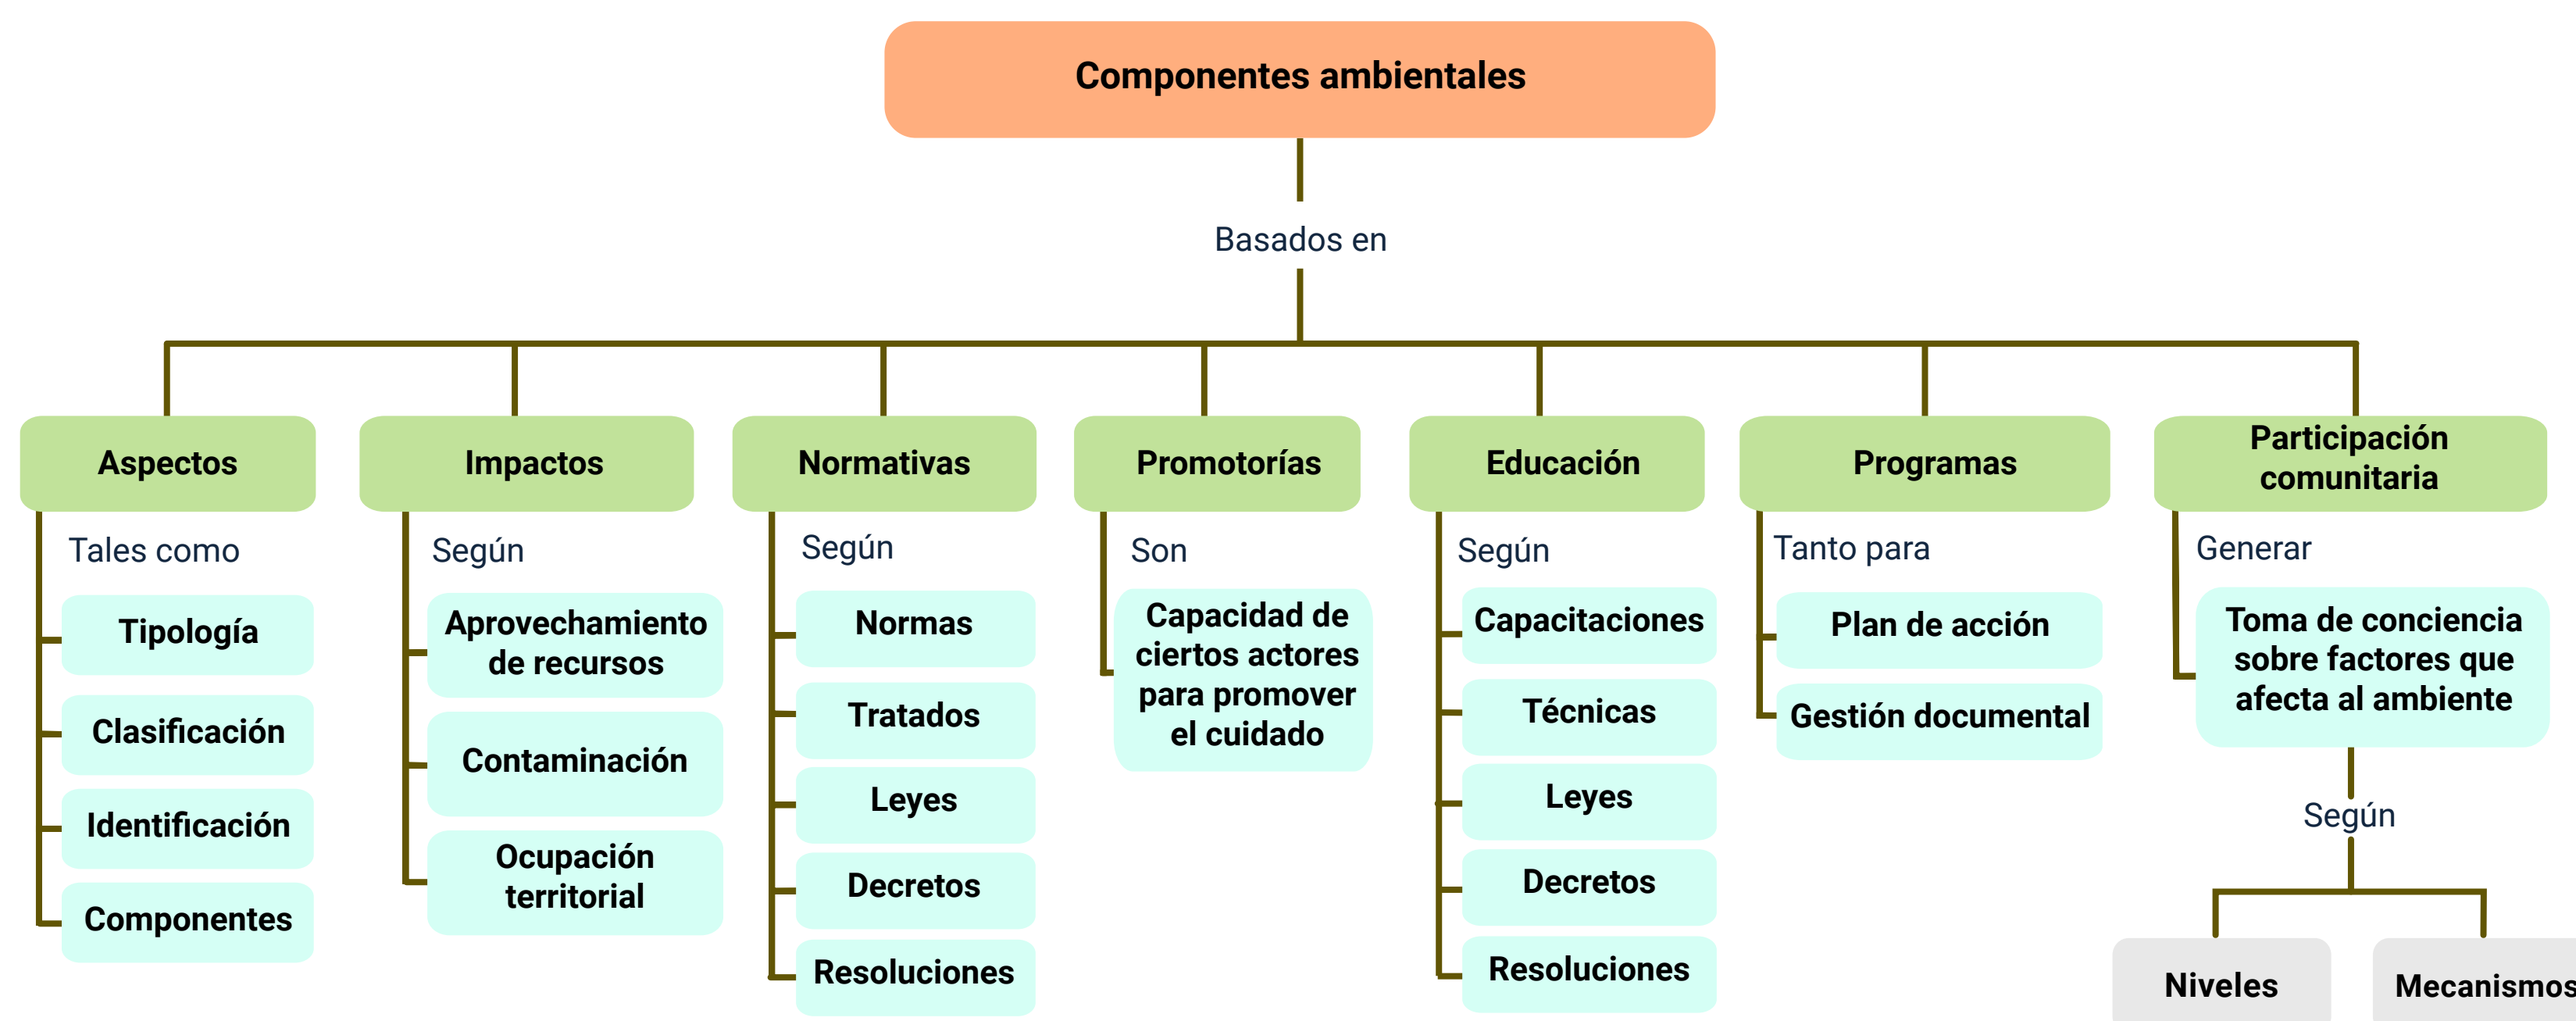 Componentes ambientales
Basados en
Aspectos
Tales como
Tipología
Clasificación
Identificación
Componentes
Impactos
Según
Aprovechamiento
de recursos
Contaminación
Ocupación
territorial
Normativas
Según
Normas
Tratados
Leyes
Decretos
Resoluciones
Promotorías
Son
Capacidad de
ciertos actores
para promover
el cuidado
Educación
Según
Capacitaciones
Técnicas
Leyes
Decretos
Resoluciones
Programas
Tanto para
Plan de acción
Gestión documental
Participación
comunitaria
Generar
Toma de conciencia
sobre factores que
afecta al ambiente
Según
Niveles
Mecanismos